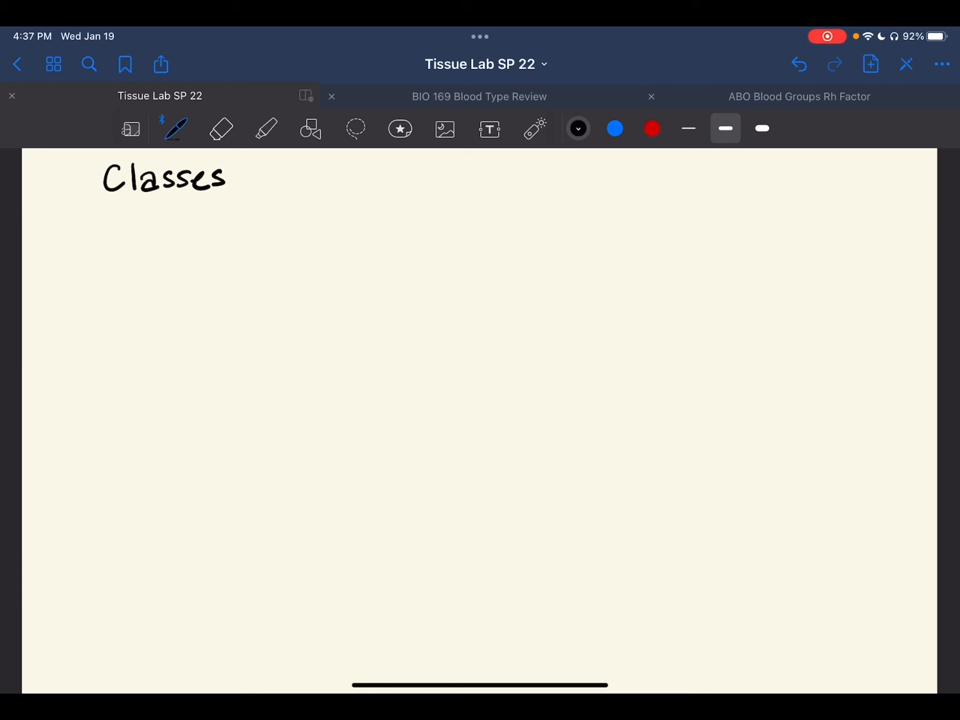 4:37 PM Wed Jan 19
92%
Tissue Lab SP 22
Tissue Lab SP 22
BIO 169 Blood Type Review
ABO Blood Groups Rh Factor
Classes